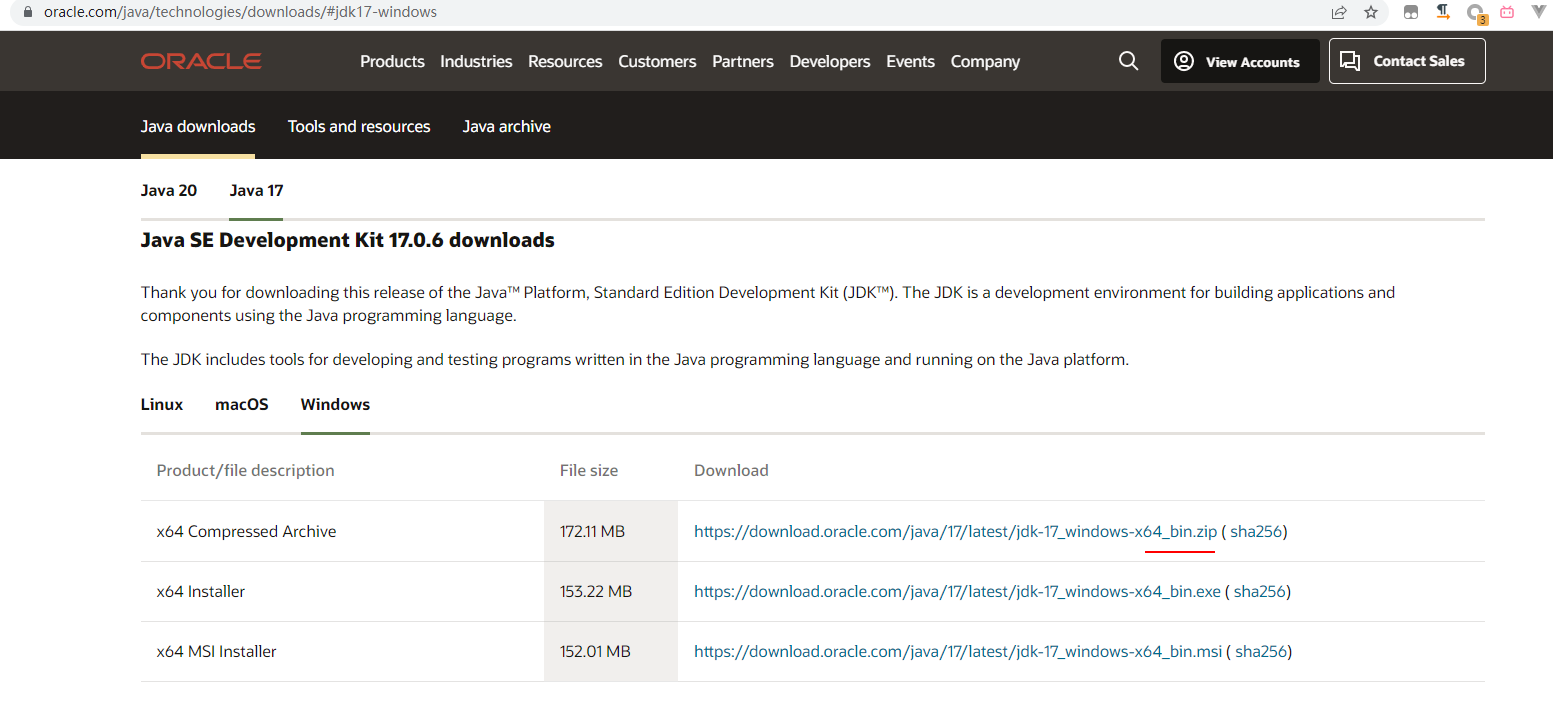 oracle.com/java/technologies/downloads/#jdk17-windows
3
ORACLE
Products Industries Resources Customers Partners Developers Events Company
View Accounts
Contact Sales
Java downloads Tools and resources Java archive
Java 20 Java 17
Java SE Development Kit 17.0.6 downloads
Thank you for downloading this release of the Java™ Platform, Standard Edition Development Kit (JDK™). The JDK is a development environment for building applications and
components using the Java programming language.
The JDK includes tools for developing and testing programs written in the Java programming language and running on the Java platform.
Linux macOS Windows
Product/file description File size Download
x64 Compressed Archive 172.11 MB https://download.oracle.com/java/17/latest/jdk-17_windows-x64_bin.zip ( sha256)
x64 Installer 153.22 MB https://download.oracle.com/java/17/latest/jdk-17_windows-x64_bin.exe ( sha256)
x64 MSI Installer 152.01 MB https://download.oracle.com/java/17/latest/jdk-17_windows-x64_bin.msi ( sha256)